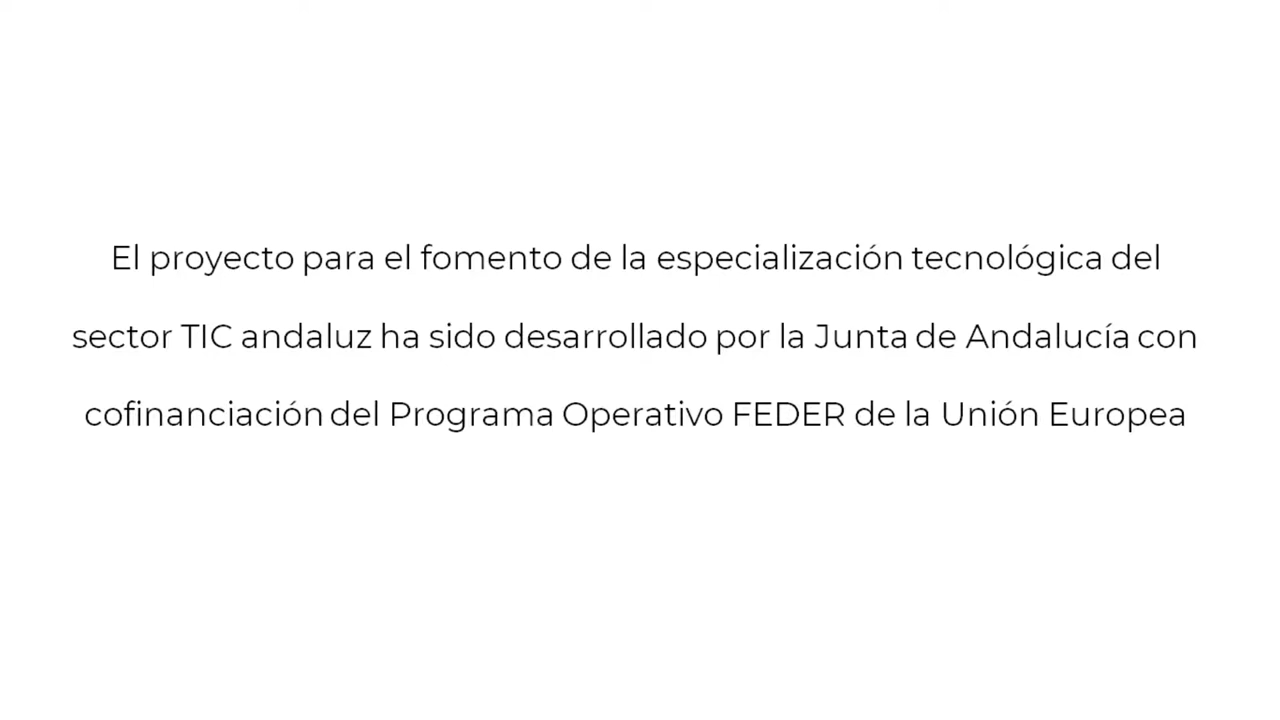 El proyecto para el fomento de la especialización tecnológica del
sector TIC andaluz ha sido desarrollado por la Junta de Andalucía con
cofinanciación del Programa Operativo FEDER de la Unión Europea